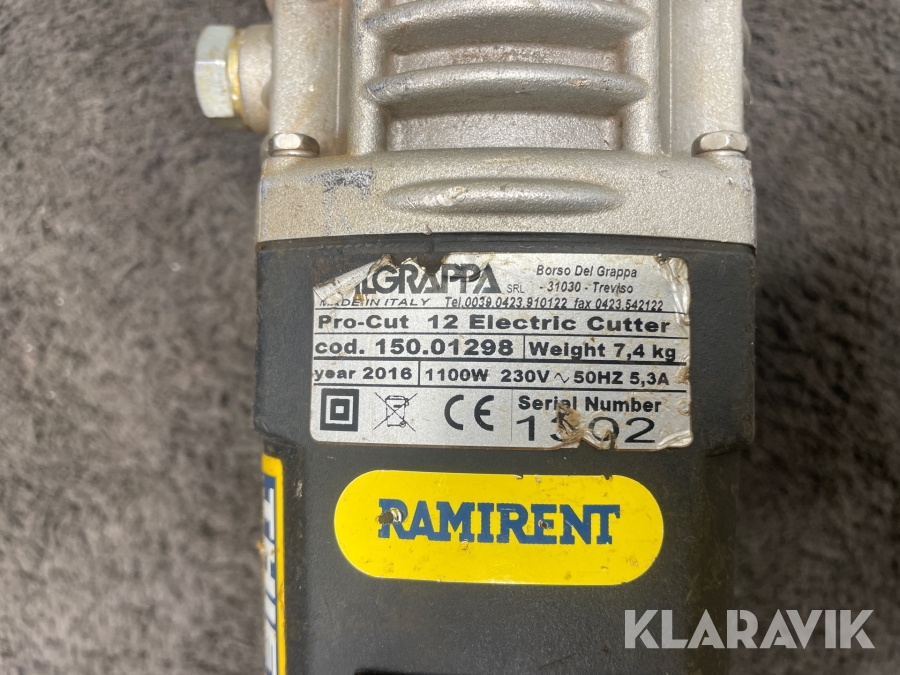 LGRAPPA SRL
Borso Del Grappa
- 31030 - Treviso
MADE IN ITALY Tel.0039.0423.910122 fax 0423.542122
Pro-Cut 12 Electric Cutter
cod. 150.01298 Weight 7,4 kg
year 2016 1100W 230V ~ 50HZ 5,3A
CE
Serial Number
RAMIRENT
KLARAVIK